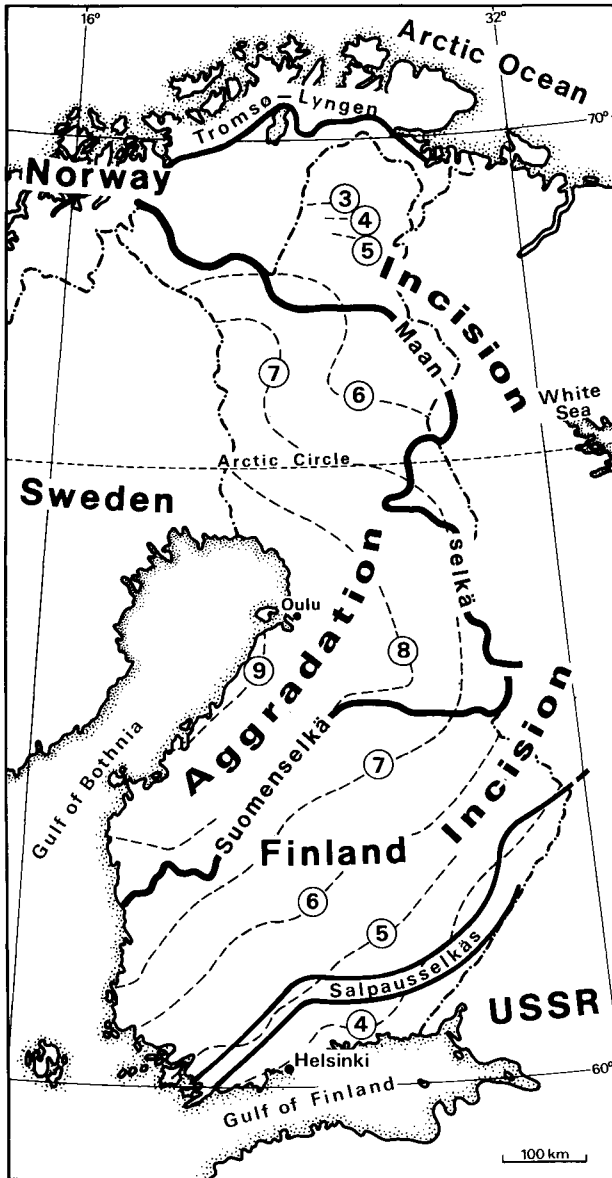 16°
32°
Arctic Ocean
70°
Tromsø – Lyngen
Norway
3
4
5
Incision
Maan
7
6
White
Sea
Arctic Circle
Sweden
selkä
Oulu
Aggradation
8
9
Incision
Suomenselkä
7
Gulf of Bothnia
Finland
6
5
Salpausselkäs
USSR
4
Helsinki
60°
Gulf of Finland
100 km